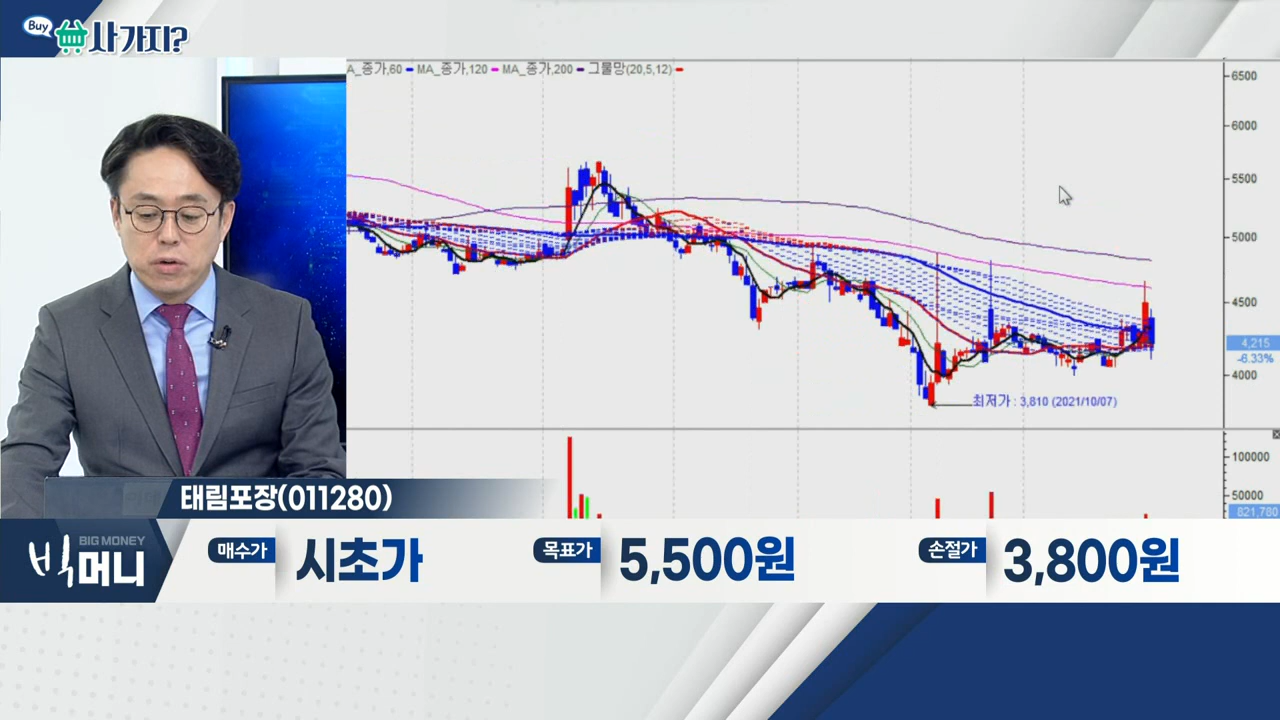 Buy 사가지?
A_종가,60 MA_종가,120 MA_종가,200 그물망(20,5,12)
6500
6000
5500
5000
4500
4,215
-6.33%
4000
최저가 : 3,810 (2021/10/07)
100000
50000
821,780
태림포장(011280)
BIG MONEY
빅머니
매수가 시초가 목표가 5,500원 손절가 3,800원